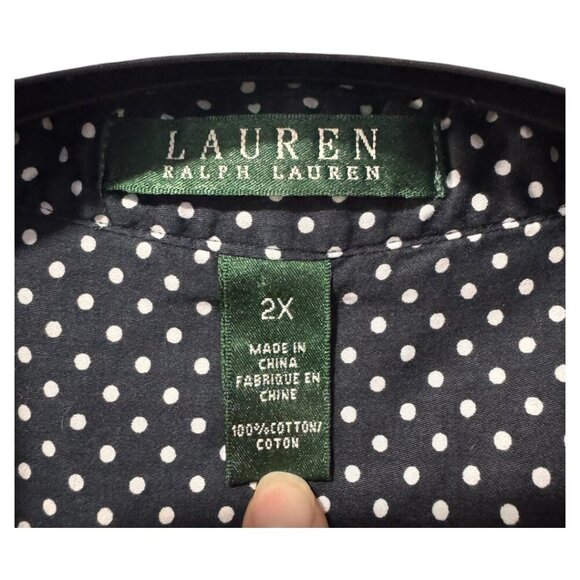 LAUREN
RALPH LAUREN
2X
MADE IN
CHINA
FABRIQUE EN
CHINE
100%COTTON/
COTON